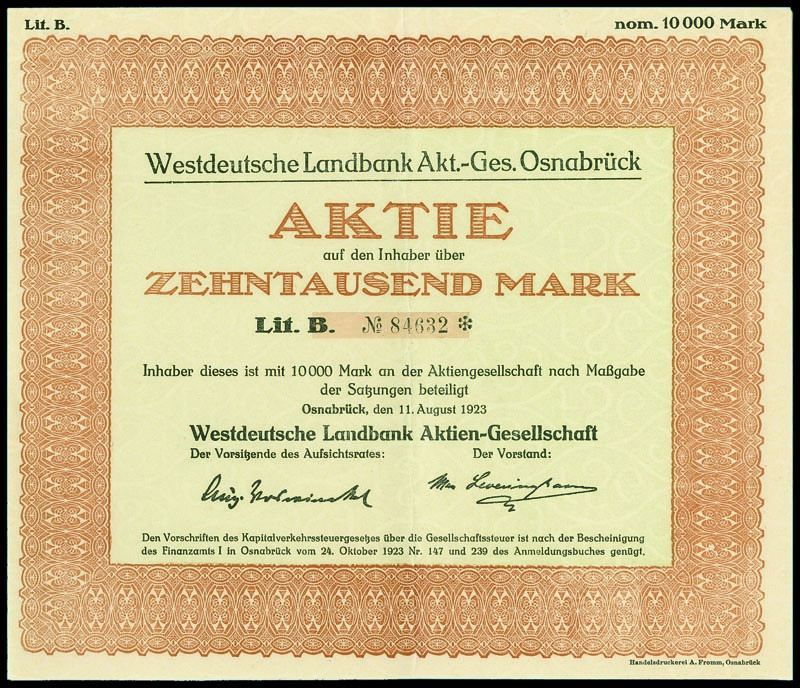 Lit. B.
nom. 10 000 Mark
Westdeutsche Landbank Akt.-Ges. Osnabrück
AKTIE
auf den Inhaber über
ZEHNTAUSEND MARK
Lit. B. № 84632 ✻
Inhaber dieses ist mit 10 000 Mark an der Aktiengesellschaft nach Maßgabe
der Satzungen beteiligt
Osnabrück, den 11. August 1923
Westdeutsche Landbank Aktien-Gesellschaft
Der Vorsitzende des Aufsichtsrates:
Der Vorstand:
Den Vorschriften des Kapitalverkehrssteuergesetzes über die Gesellschaftssteuer ist nach der Bescheinigung
des Finanzamts I in Osnabrück vom 24. Oktober 1923 Nr. 147 und 239 des Anmeldungsbuches genügt.
Handelsdruckerei A. Fromm, Osnabrück